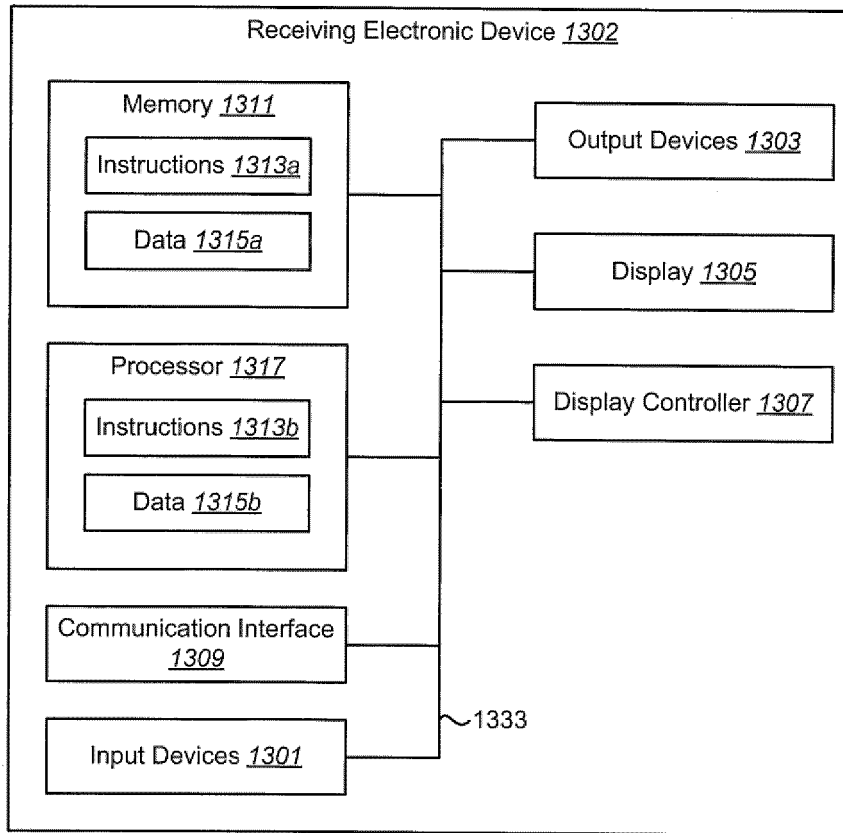 Receiving Electronic Device 1302
Memory 1311
Instructions 1313a
Data 1315a
Processor 1317
Instructions 1313b
Data 1315b
Communication Interface
1309
Input Devices 1301
Output Devices 1303
Display 1305
Display Controller 1307
1333